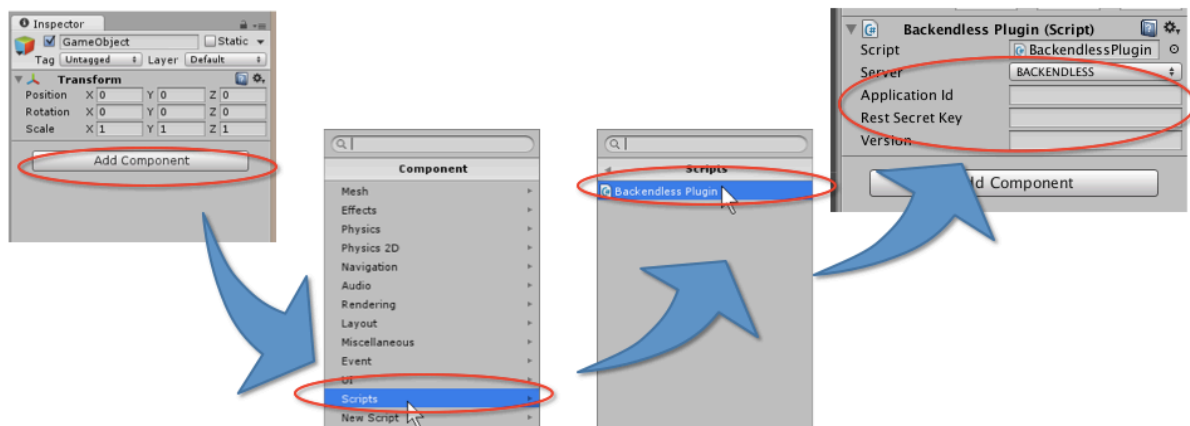 Inspector
GameObject Static
Tag Untagged Layer Default
Transform
Position X 0 Y 0 Z 0
Rotation X 0 Y 0 Z 0
Scale X 1 Y 1 Z 1
Add Component
Component
Mesh
Effects
Physics
Physics 2D
Navigation
Audio
Rendering
Layout
Miscellaneous
Event
UI
Scripts
New Script
Scripts
Backendless Plugin
Backendless Plugin (Script)
Script BackendlessPlugin
Server BACKENDLESS
Application Id
Rest Secret Key
Version
Component